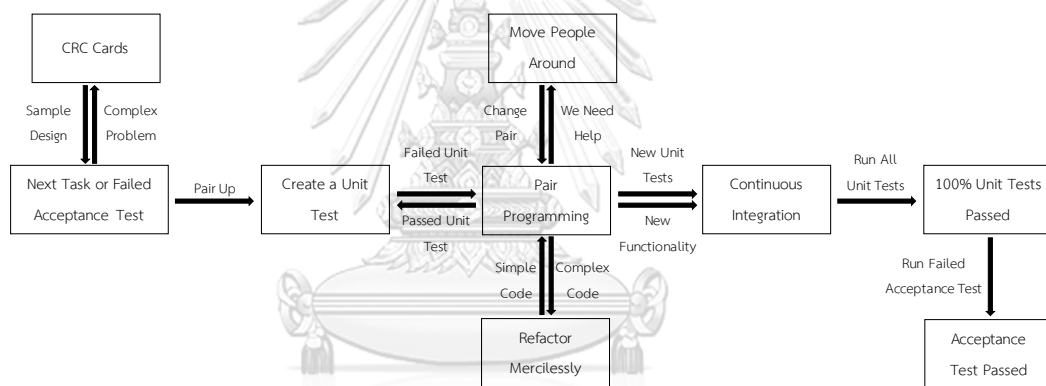 CRC Cards
Move People
Around
Sample
Design
Complex
Problem
Change
Pair
We Need
Help
Next Task or Failed
Acceptance Test
Pair Up
Create a Unit
Test
Failed Unit
Test
Passed Unit
Test
Pair
Programming
New Unit
Tests
New
Functionality
Continuous
Integration
Run All
Unit Tests
100% Unit Tests
Passed
Simple
Code
Complex
Code
Run Failed
Acceptance Test
Refactor
Mercilessly
Acceptance
Test Passed